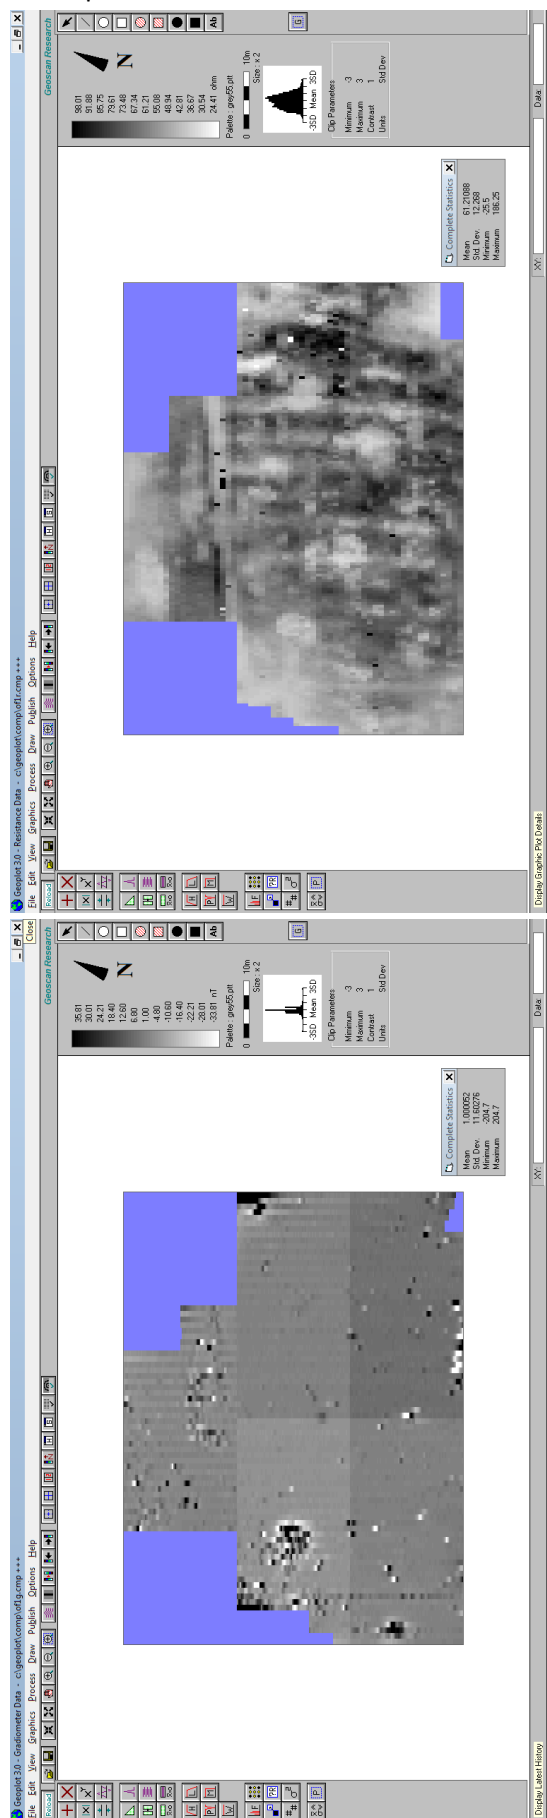 Geoplot 3.0 - Resistance Data - c:\geoplot\comp\of1r.cmp +++
File Edit View Graphics Process Draw Publish Options Help
Reload
Geoscan Research
N
98.01
91.88
85.75
79.61
73.48
67.34
61.21
55.08
48.94
42.81
36.67
30.54
24.41 ohm
Palette : grey55.plt
0 10m
Size : x 2
-3SD Mean 3SD
Clip Parameters
Minimum -3
Maximum 3
Contrast 1
Units Std Dev
Ab
G
Complete Statistics
Mean 61.21088
Std. Dev. 12.268
Minimum -25.5
Maximum 186.25
Display Graphic Plot Details
XY:
Data:
Geoplot 3.0 - Gradiometer Data - c:\geoplot\comp\of1g.cmp +++
Close
File Edit View Graphics Process Draw Publish Options Help
Reload
Geoscan Research
N
35.81
30.01
24.21
18.40
12.60
6.80
1.00
-4.80
-10.60
-16.40
-22.21
-28.01
-33.81 nT
Palette : grey55.plt
0 10m
Size : x 2
-3SD Mean 3SD
Clip Parameters
Minimum -3
Maximum 3
Contrast 1
Units Std Dev
Ab
G
Complete Statistics
Mean 1.000052
Std. Dev. 11.60276
Minimum -204.7
Maximum 204.7
Display Latest History
XY:
Data: